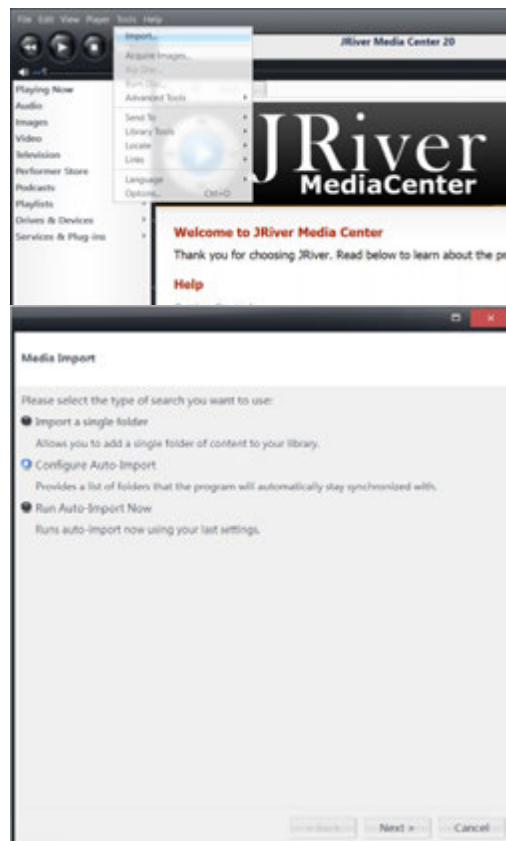 File Edit View Player Tools Help
JRiver Media Center 20
Import...
Acquire Images...
Rip Disc...
Burn Disc...
Advanced Tools
Send To
Library Tools
Locate
Links
Language
Options... Ctrl+O
Playing Now
Audio
Images
Video
Television
Performer Store
Podcasts
Playlists
Drives & Devices
Services & Plug-ins
JRiver
MediaCenter
Welcome to JRiver Media Center
Thank you for choosing JRiver. Read below to learn about the pr
Help
Media Import
Please select the type of search you want to use:
Import a single folder
Allows you to add a single folder of content to your library.
Configure Auto-Import
Provides a list of folders that the program will automatically stay synchronized with.
Run Auto-Import Now
Runs auto-import now using your last settings.
< Back Next > Cancel